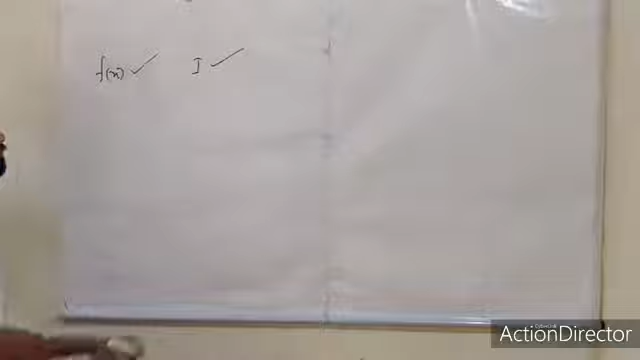 f(x) ✓ I ✓
ActionDirector